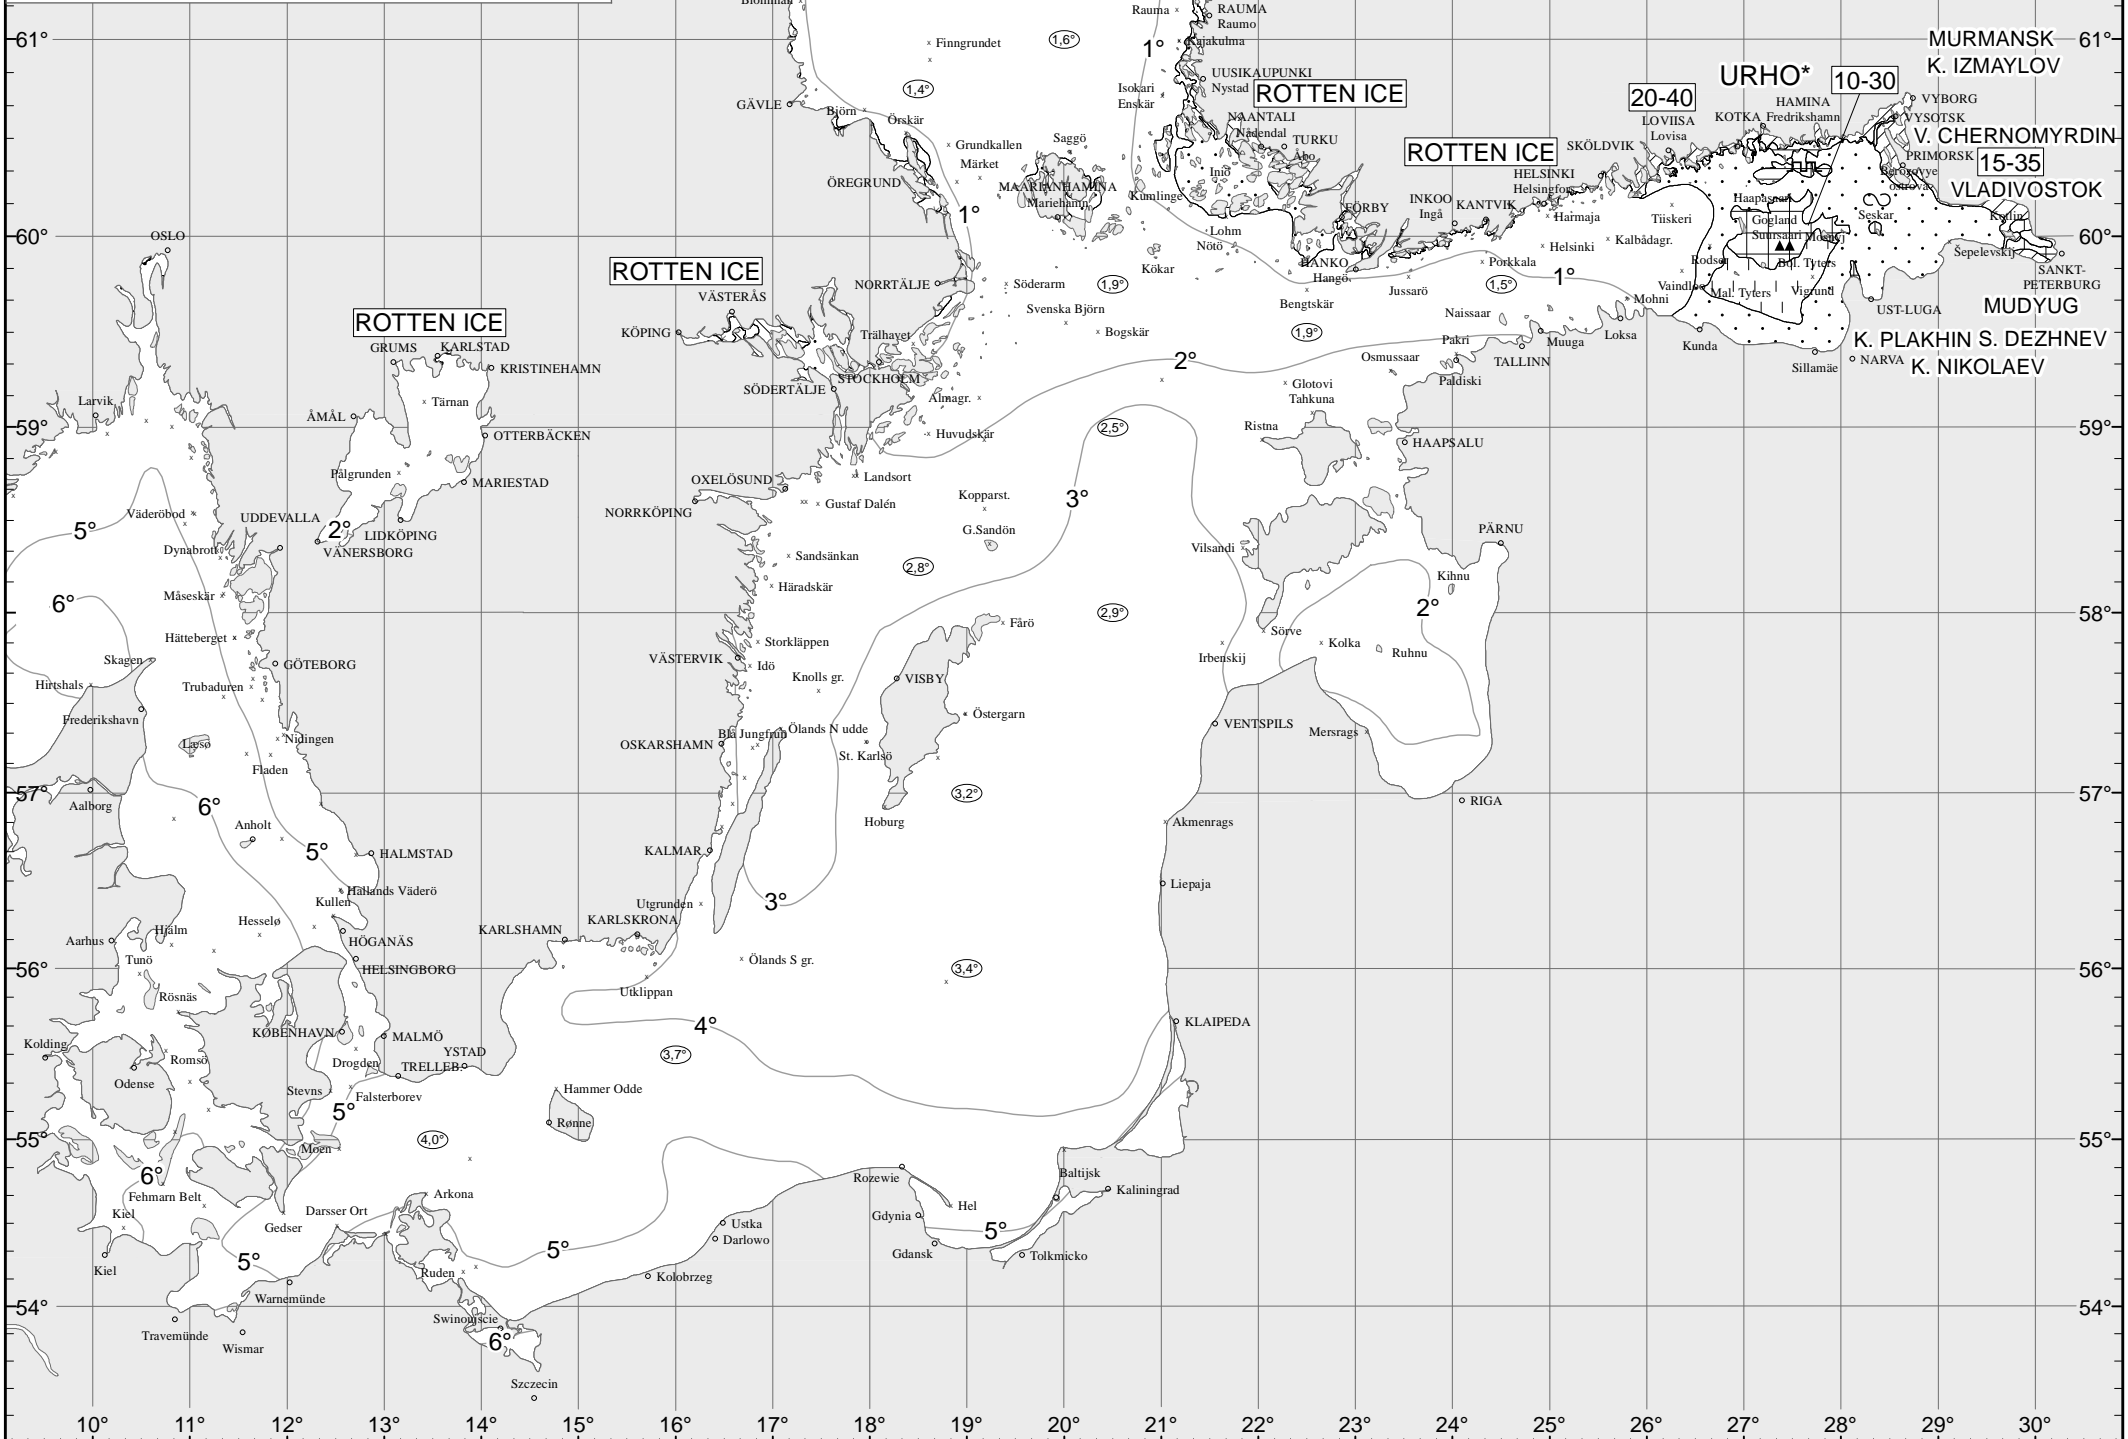 Rauma
RAUMA
Raumo
61°
Finngrundet
1,6°
1°
Kajakulma
MURMANSK
61°
K. IZMAYLOV
UUSIKAUPUNKI
Nystad
ROTTEN ICE
URHO*
10-30
20-40
1,4°
Isokari
Enskär
GÄVLE
Björn
Örskär
Saggö
NAANTALI
Nådendal
TURKU
Åbo
LOVIISA
Lovisa
KOTKA
HAMINA
Fredrikshamn
VYBORG
VYSOTSK
V. CHERNOMYRDIN
Grundkallen
Märket
ROTTEN ICE
SKÖLDVIK
HELSINKI
Helsingfors
PRIMORSK
Berözovye
ostrova
15-35
VLADIVOSTOK
ÖREGRUND
MAARIANHAMINA
Mariehamn
Iniö
Kumlinge
FÖRBY
INKOO
Ingå
KANTVIK
Harmaja
Tiiskeri
Haapasaari
Gogland
Suursaari
Moshnyj
Seskar
Kotlin
1°
OSLO
60°
Lohm
Nötö
Helsinki
Kalbådagr.
60°
Šepelevskij
ROTTEN ICE
Kökar
HANKO
Hangö
Porkkala
Rodser
Bol. Tyters
SANKT-
PETERBURG
NORRTÄLJE
Söderarm
1,9°
Jussarö
1,5°
1°
Vaindlo
Mal. Tyters
Vigrund
VÄSTERÅS
Svenska Björn
Bengtskär
Mohni
UST-LUGA
MUDYUG
ROTTEN ICE
KÖPING
Trälhavet
Bogskär
1,9°
Naissaar
Pakri
Muuga
Loksa
Kunda
K. PLAKHIN
S. DEZHNEV
GRUMS
KARLSTAD
KRISTINEHAMN
2°
Osmussaar
TALLINN
Sillamäe
NARVA
K. NIKOLAEV
SÖDERTÄLJE
STOCKHOLM
Almagr.
Glotovi
Tahkuna
Paldiski
Larvik
Tärnan
ÅMÅL
59°
OTTERBÄCKEN
Huvudskär
2,5°
Ristna
HAAPSALU
59°
Pålgrunden
MARIESTAD
OXELÖSUND
Landsort
NORRKÖPING
Gustaf Dalén
Kopparst.
3°
Väderöbod
UDDEVALLA
2°
LIDKÖPING
VÄNERSBORG
5°
G.Sandön
PÄRNU
Dynabrott
Sandsänkan
Vilsandi
2,8°
Häradskär
Kihnu
Måseskär
6°
2,9°
2°
58°
58°
Hätteberget
Storkläppen
Fårö
Sörve
Kolka
Ruhnu
Skagen
GÖTEBORG
VÄSTERVIK
Idö
Irbenskij
Hirtshals
Trubaduren
Knolls gr.
VISBY
Frederikshavn
Östergarn
VENTSPILS
Mersrags
Læsø
Nidingen
Blå Jungfrun
Ölands N udde
OSKARSHAMN
St. Karlsö
Fladen
57°
Aalborg
6°
3,2°
RIGA
57°
Anholt
Hoburg
Akmenrags
5°
HALMSTAD
KALMAR
Hallands Väderö
Kullen
3°
Utgrunden
Liepaja
Hesselø
Hjälm
KARLSKRONA
KARLSHAMN
Aarhus
HÖGANÄS
Tunö
HELSINGBORG
56°
Ölands S gr.
3,4°
56°
Rösnäs
Utklippan
KØBENHAVN
MALMÖ
4°
KLAIPEDA
Kolding
Romsö
Drogden
YSTAD
TRELLEB.
3,7°
Odense
Stevns
Falsterborev
Hammer Odde
5°
Rønne
55°
Moen
4,0°
55°
6°
Fehmarn Belt
Arkona
Rozewie
Baltijsk
Kaliningrad
Kiel
Gedser
Darsser Ort
Gdynia
Hel
Ustka
Darlowo
5°
5°
5°
Gdansk
Tolkmicko
Kiel
Ruden
Kolobrzeg
Warnemünde
54°
54°
Swinoujscie
Travemünde
Wismar
6°
Szczecin
10° 11° 12° 13° 14° 15° 16° 17° 18° 19° 20° 21° 22° 23° 24° 25° 26° 27° 28° 29° 30°